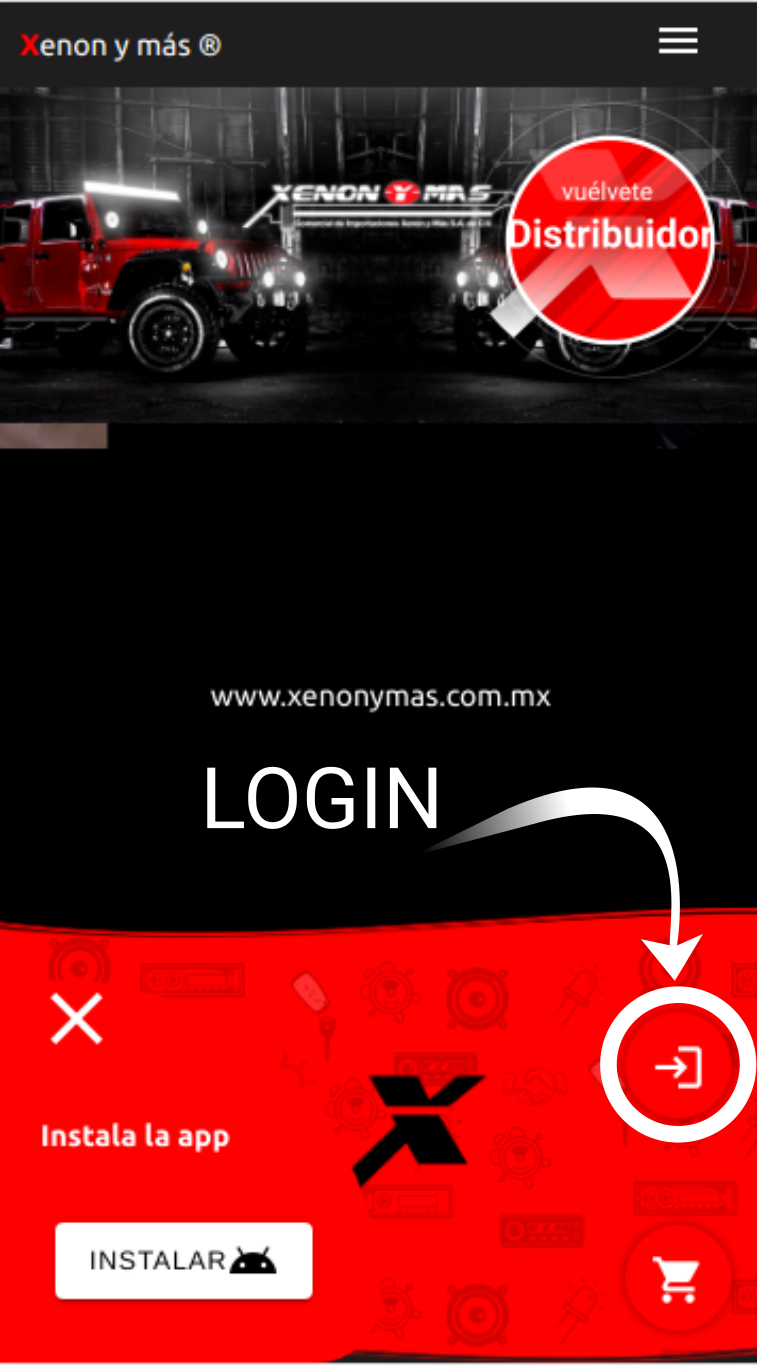 Xenon y más ®
XENON Y MAS
Comercial de Importaciones Xenon y Más S.A. de C.V.
vuélvete
Distribuidor
www.xenonymas.com.mx
LOGIN
Instala la app
INSTALAR